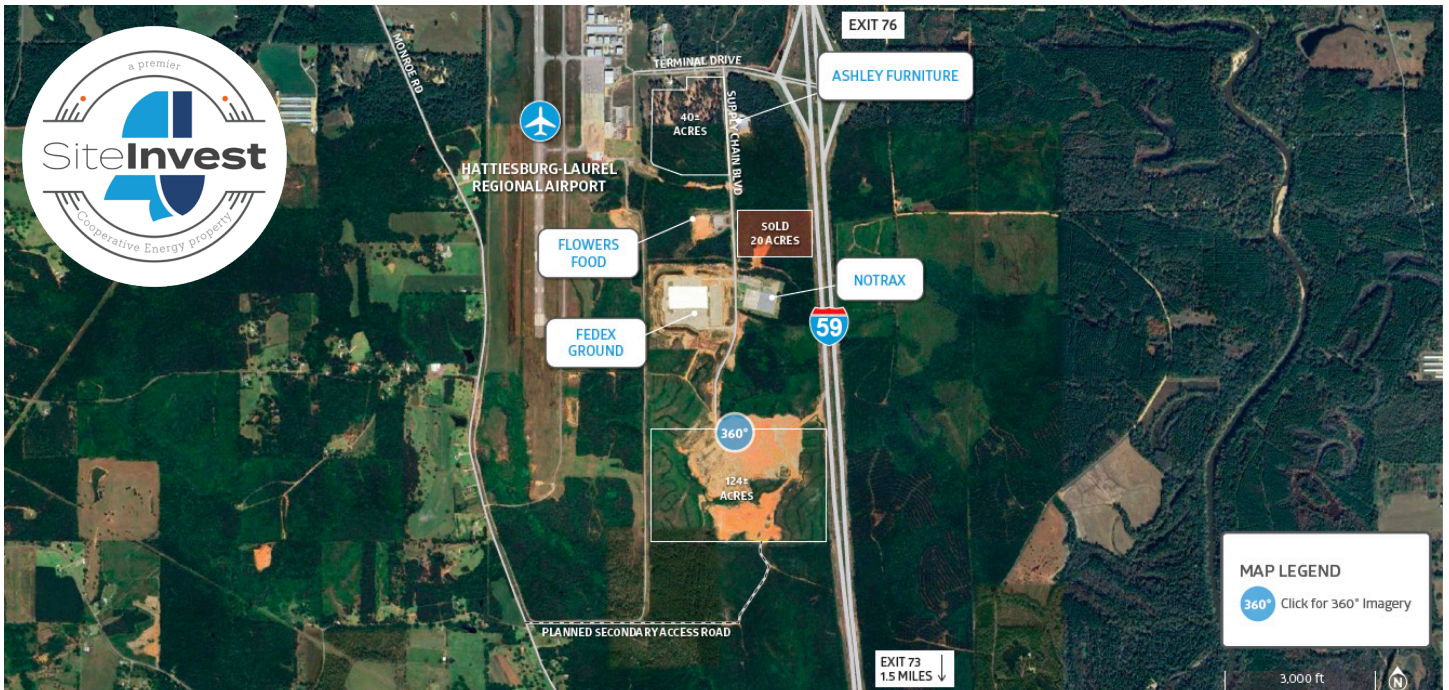 a premier
SiteInvest
Cooperative Energy property
MONROE RD
HATTIESBURG-LAUREL
REGIONAL AIRPORT
TERMINAL DRIVE
EXIT 76
ASHLEY FURNITURE
40±
ACRES
SUPPLY CHAIN BLVD
FLOWERS
FOOD
SOLD
20 ACRES
NOTRAX
FEDEX
GROUND
59
360°
124±
ACRES
PLANNED SECONDARY ACCESS ROAD
EXIT 73
1.5 MILES
MAP LEGEND
360° Click for 360° Imagery
3,000 ft
N